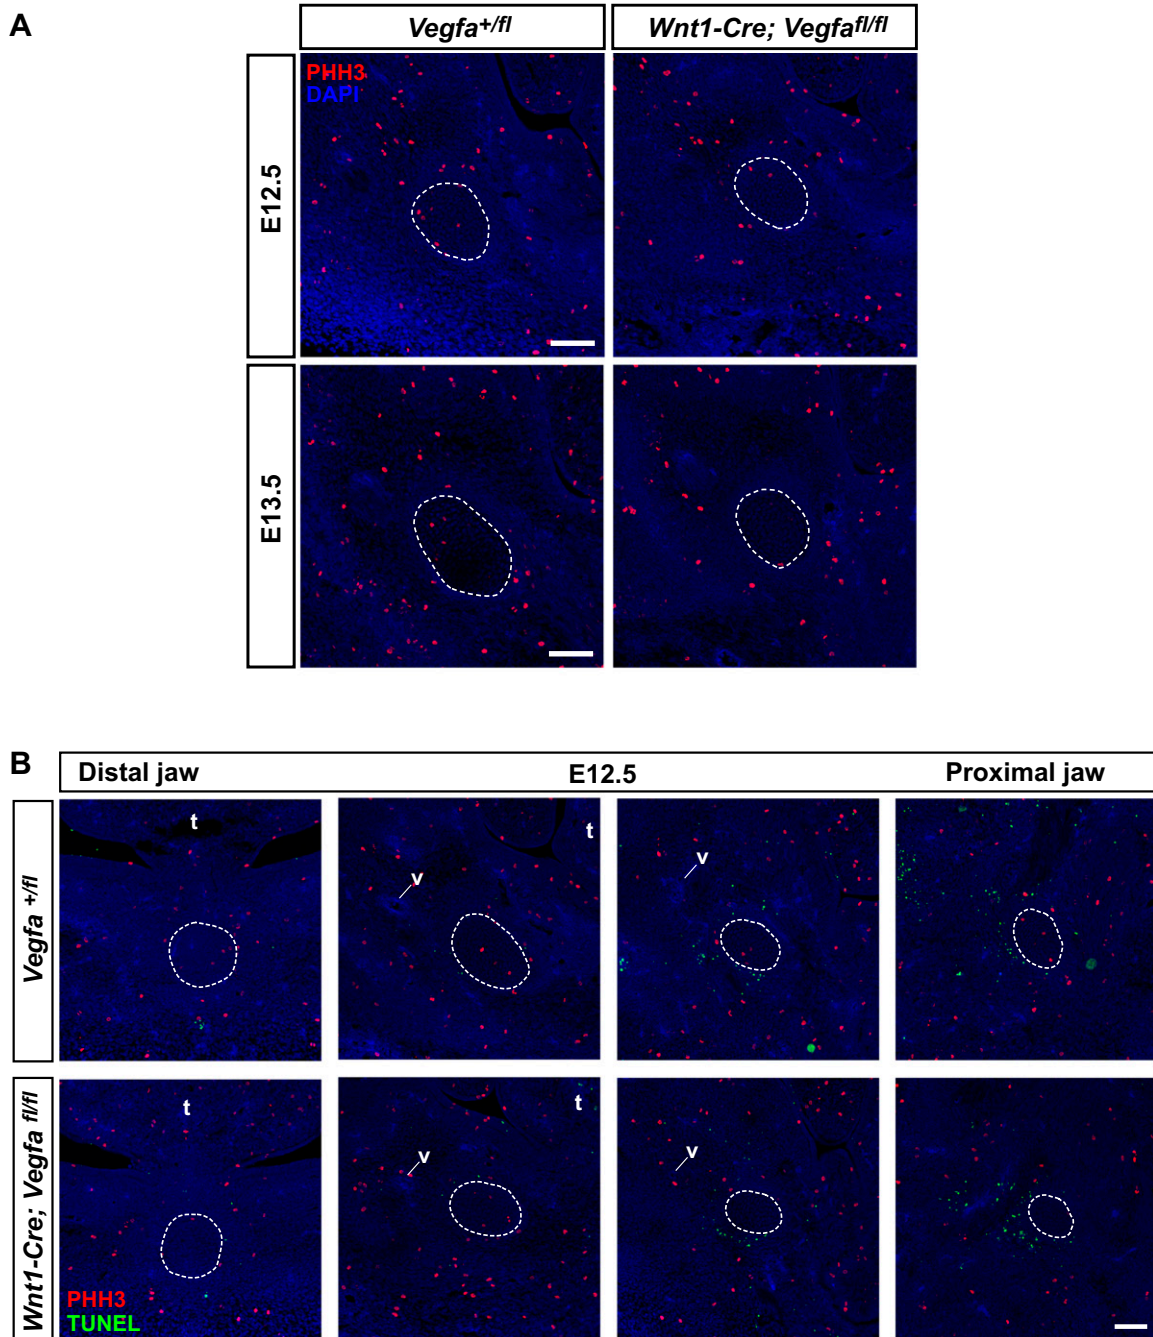 A
Vegfa+/fl
Wnt1-Cre; Vegfafl/fl
PHH3
DAPI
E12.5
E13.5
B
Distal jaw
E12.5
Proximal jaw
Vegfa +/fl
t
v
t
v
Wnt1-Cre; Vegfa fl/fl
t
v
t
v
PHH3
TUNEL